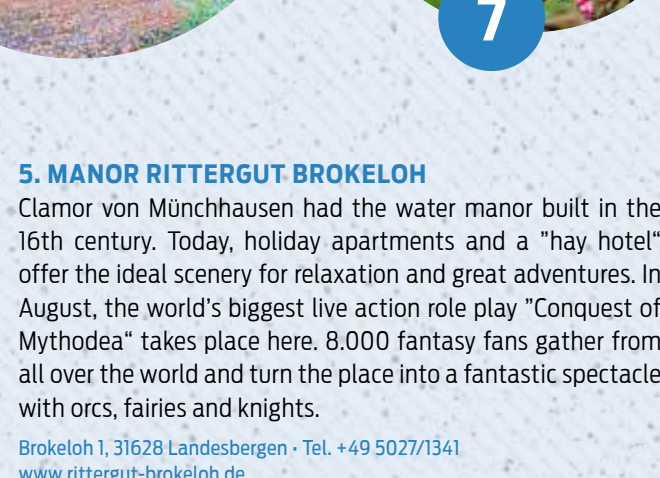 7
5. MANOR RITTERGUT BROKELOH
Clamor von Münchhausen had the water manor built in the
16th century. Today, holiday apartments and a ”hay hotel“
offer the ideal scenery for relaxation and great adventures. In
August, the world’s biggest live action role play ”Conquest of
Mythodea“ takes place here. 8.000 fantasy fans gather from
all over the world and turn the place into a fantastic spectacle
with orcs, fairies and knights.
Brokeloh 1, 31628 Landesbergen · Tel. +49 5027/1341
www.rittergut-brokeloh.de